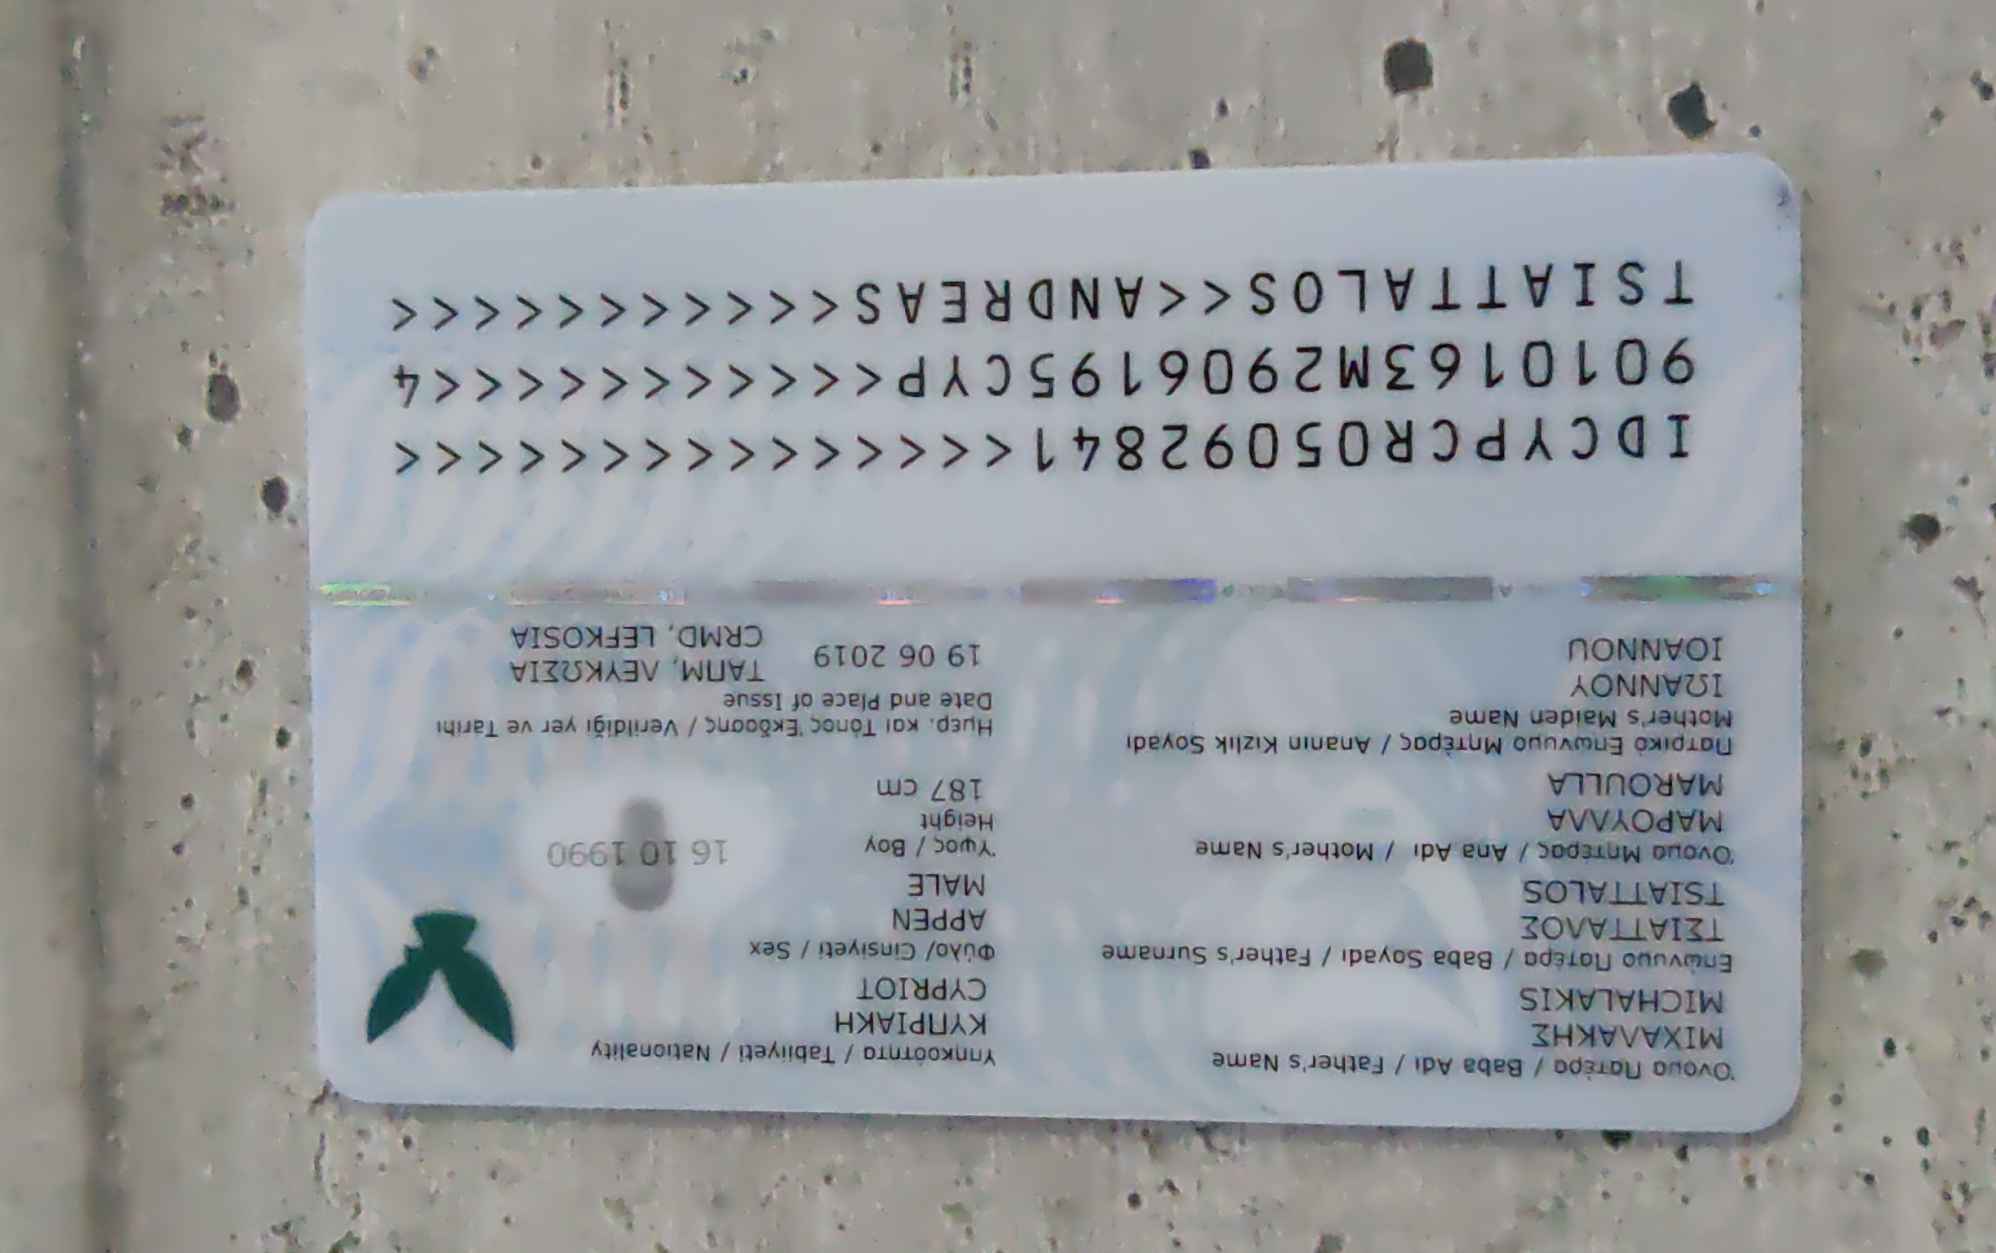 Όνομα Πατέρα / Baba Adı / Father's Name
ΜΙΧΑΛΑΚΗΣ
MICHALAKIS
Επώνυμο Πατέρα / Baba Soyadı / Father's Surname
ΤΣΙΑΤΤΑΛΟΣ
TSIATTALOS
Όνομα Μητέρας / Ana Adı / Mother's Name
ΜΑΡΟΥΛΛΑ
MAROULLA
Πατρικό Επώνυμο Μητέρας / Ananın Kızlık Soyadı
Mother's Maiden Name
ΙΩΑΝΝΟΥ
IOANNOU
Υπηκοότητα / Tabiiyeti / Nationality
ΚΥΠΡΙΑΚΗ
CYPRIOT
Φύλο/ Cinsiyeti / Sex
ΑΡΡΕΝ
MALE
Ύψος / Boy
Height
187 cm
16 10 1990
Ημερ. και Τόπος Έκδοσης / Verildiği yer ve Tarihi
Date and Place of Issue
19 06 2019
ΤΑΠΜ, ΛΕΥΚΩΣΙΑ
CRMD, LEFKOSIA
IDCYPCR05092841<<<<<<<<<<<<<<<
9010163M2906195CYP<<<<<<<<<<<4
TSIATTALOS<<ANDREAS<<<<<<<<<<<